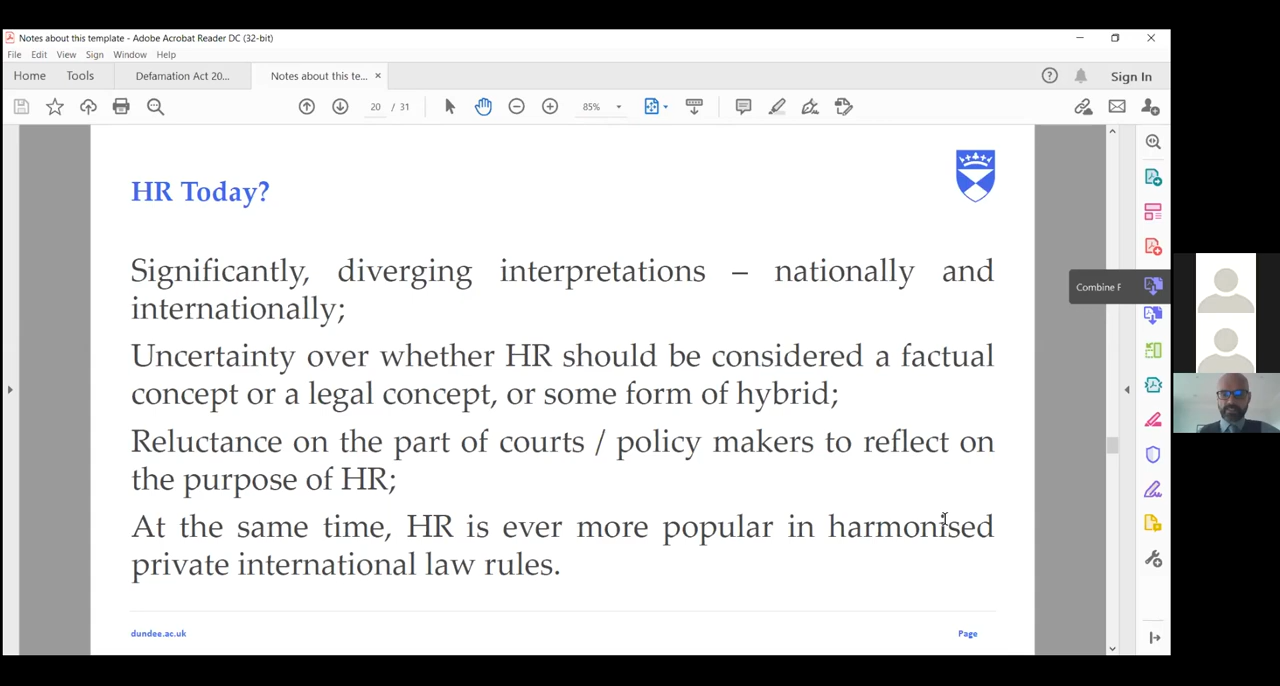 Notes about this template - Adobe Acrobat Reader DC (32-bit)
File Edit View Sign Window Help
Home Tools Defamation Act 20... Notes about this te... ×
Sign In
20 / 31
85%
HR Today?
Significantly, diverging interpretations – nationally and
internationally;
Combine F
Uncertainty over whether HR should be considered a factual
concept or a legal concept, or some form of hybrid;
Reluctance on the part of courts / policy makers to reflect on
the purpose of HR;
At the same time, HR is ever more popular in harmonised
private international law rules.
dundee.ac.uk
Page